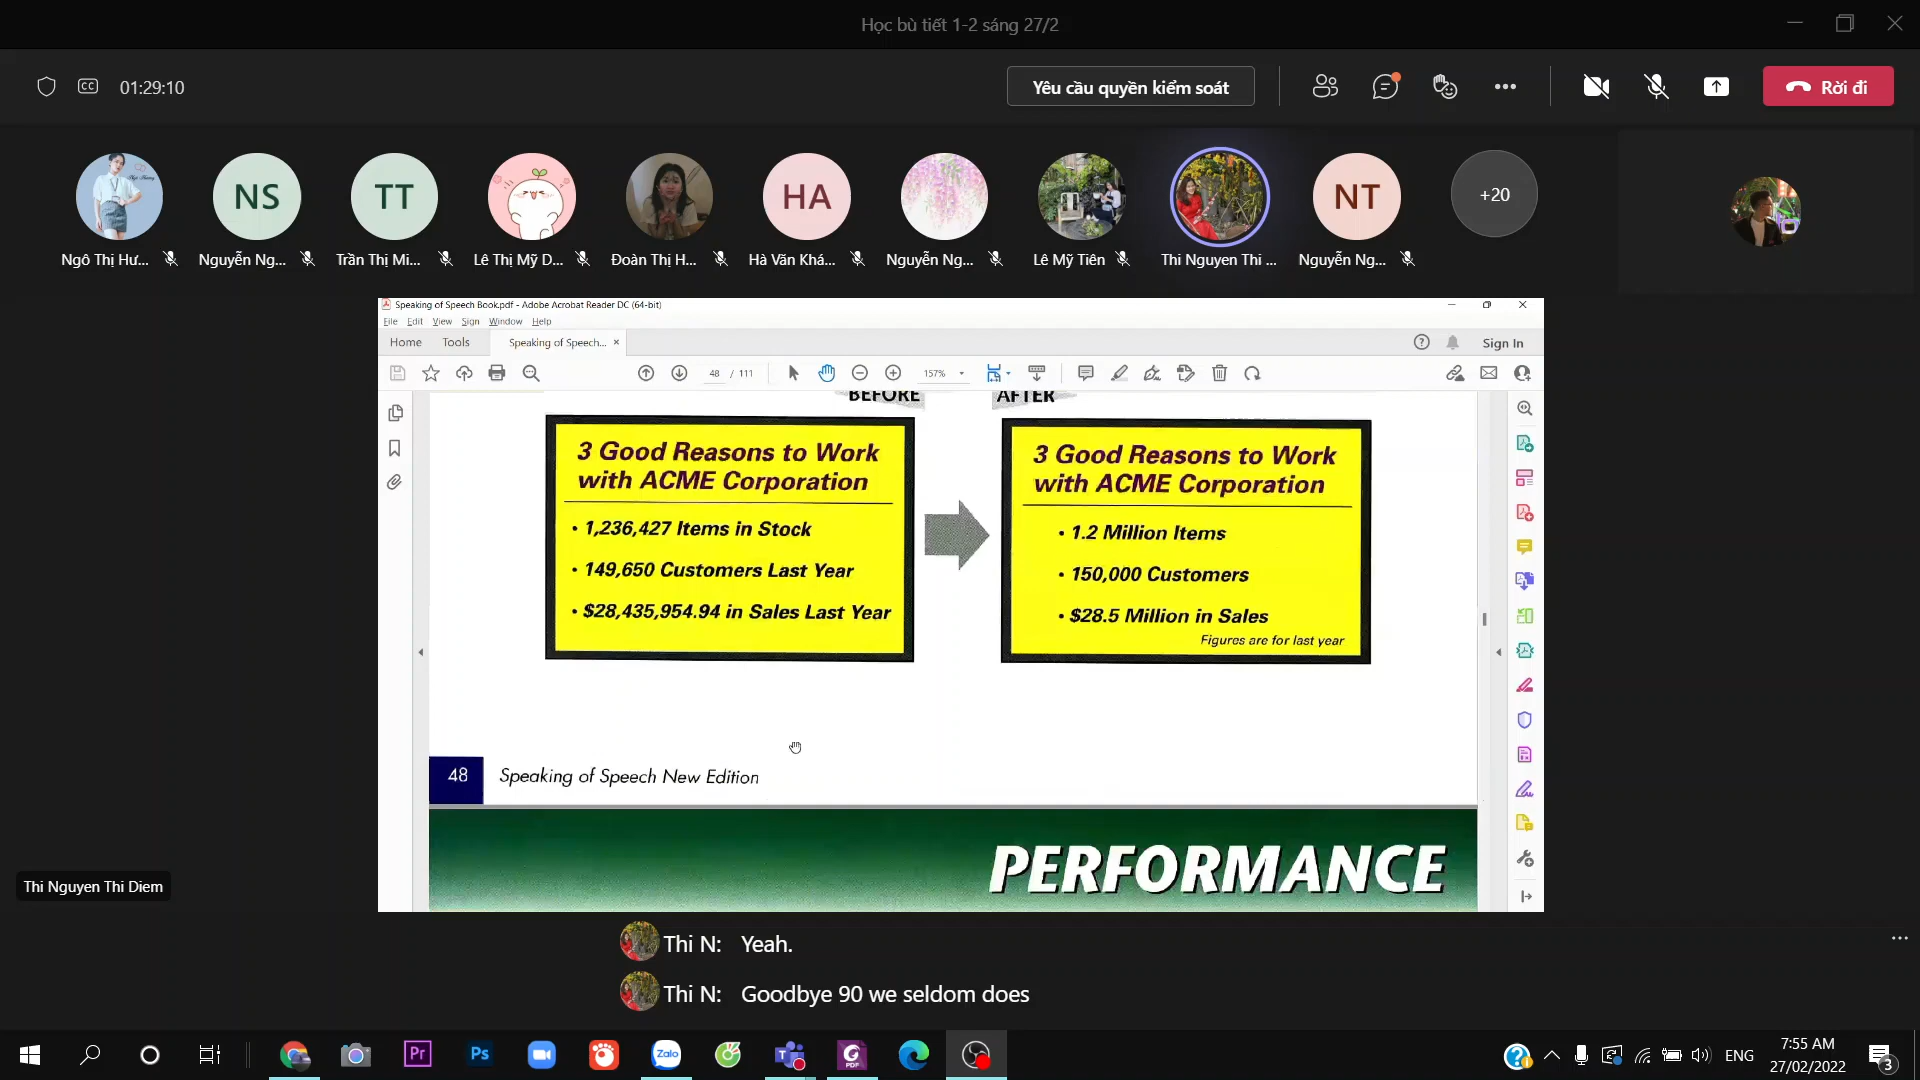 Học bù tiết 1-2 sáng 27/2
01:29:10
Yêu cầu quyền kiểm soát
Rời đi
NS
TT
HA
NT
+20
Ngô Thị Hư...
Nguyễn Ng...
Trần Thị Mi...
Lê Thị Mỹ D...
Đoàn Thị H...
Hà Văn Khá...
Nguyễn Ng...
Lê Mỹ Tiên
Thi Nguyen Thi ...
Nguyễn Ng...
Speaking of Speech Book.pdf - Adobe Acrobat Reader DC (64-bit)
File Edit View Sign Window Help
Home Tools Speaking of Speech... × Sign In
48 / 111 157%
BEFORE
AFTER
3 Good Reasons to Work
with ACME Corporation
• 1,236,427 Items in Stock
• 149,650 Customers Last Year
• $28,435,954.94 in Sales Last Year
3 Good Reasons to Work
with ACME Corporation
• 1.2 Million Items
• 150,000 Customers
• $28.5 Million in Sales
Figures are for last year
48 Speaking of Speech New Edition
PERFORMANCE
Thi Nguyen Thi Diem
Thi N: Yeah.
Thi N: Goodbye 90 we seldom does
Pr Ps Zalo
ENG
7:55 AM
27/02/2022
3